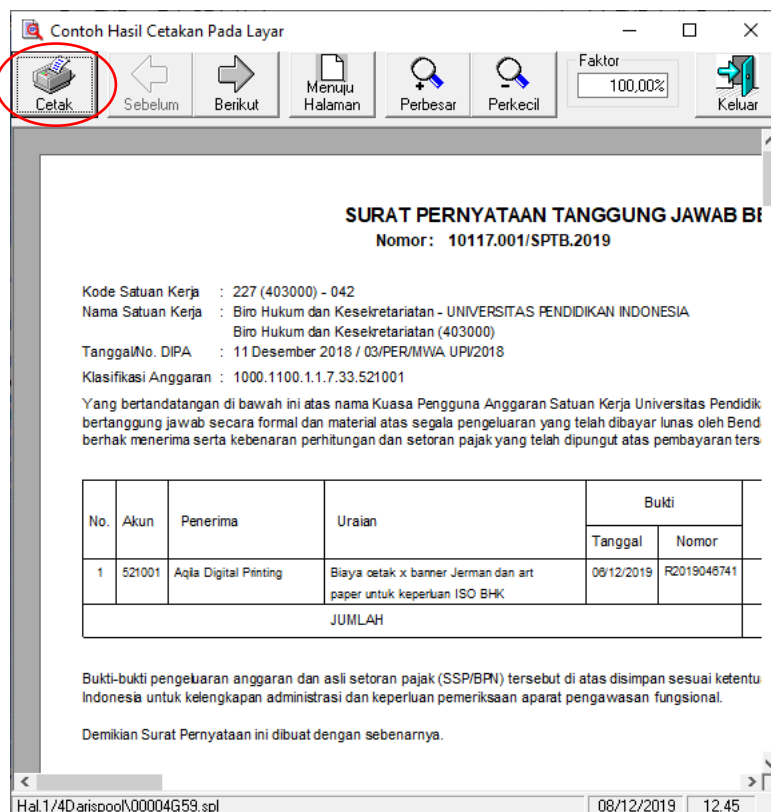 Contoh Hasil Cetakan Pada Layar
Cetak
Sebelum
Berikut
Menuju
Halaman
Perbesar
Perkecil
Faktor
100,00%
Keluar
SURAT PERNYATAAN TANGGUNG JAWAB BE
Nomor : 10117.001/SPTB.2019
Kode Satuan Kerja : 227 (403000) - 042
Nama Satuan Kerja : Biro Hukum dan Kesekretariatan - UNIVERSITAS PENDIDIKAN INDONESIA
Biro Hukum dan Kesekretariatan (403000)
Tanggal/No. DIPA : 11 Desember 2018 / 03/PER/MWA UPI/2018
Klasifikasi Anggaran : 1000.1100.1.1.7.33.521001
Yang bertandatangan di bawah ini atas nama Kuasa Pengguna Anggaran Satuan Kerja Universitas Pendidik
bertanggung jawab secara formal dan material atas segala pengeluaran yang telah dibayar lunas oleh Bend
berhak menerima serta kebenaran perhitungan dan setoran pajak yang telah dipungut atas pembayaran ters
No. Akun Penerima Uraian Bukti
Tanggal Nomor
1 521001 Aqila Digital Printing Biaya cetak x banner Jerman dan art 06/12/2019 R2019046741
paper untuk keperluan ISO BHK
JUMLAH
Bukti-bukti pengeluaran anggaran dan asli setoran pajak (SSP/BPN) tersebut di atas disimpan sesuai ketentu
Indonesia untuk kelengkapan administrasi dan keperluan pemeriksaan aparat pengawasan fungsional.
Demikian Surat Pernyataan ini dibuat dengan sebenarnya.
Hal.1/4Darispool\00004G59.spl 08/12/2019 12.45